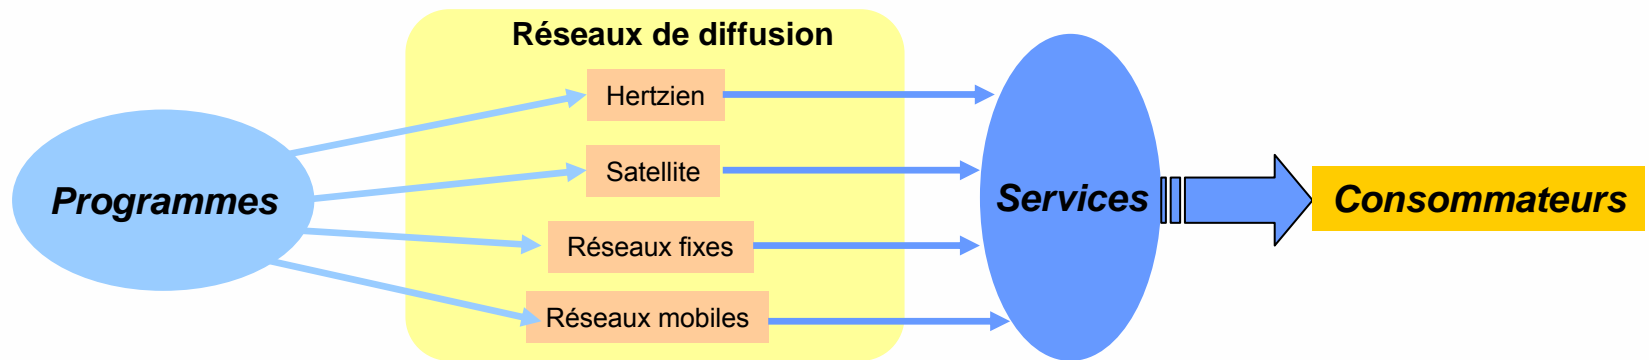 Réseaux de diffusion
Hertzien
Satellite
Réseaux fixes
Réseaux mobiles
Programmes
Services
Consommateurs